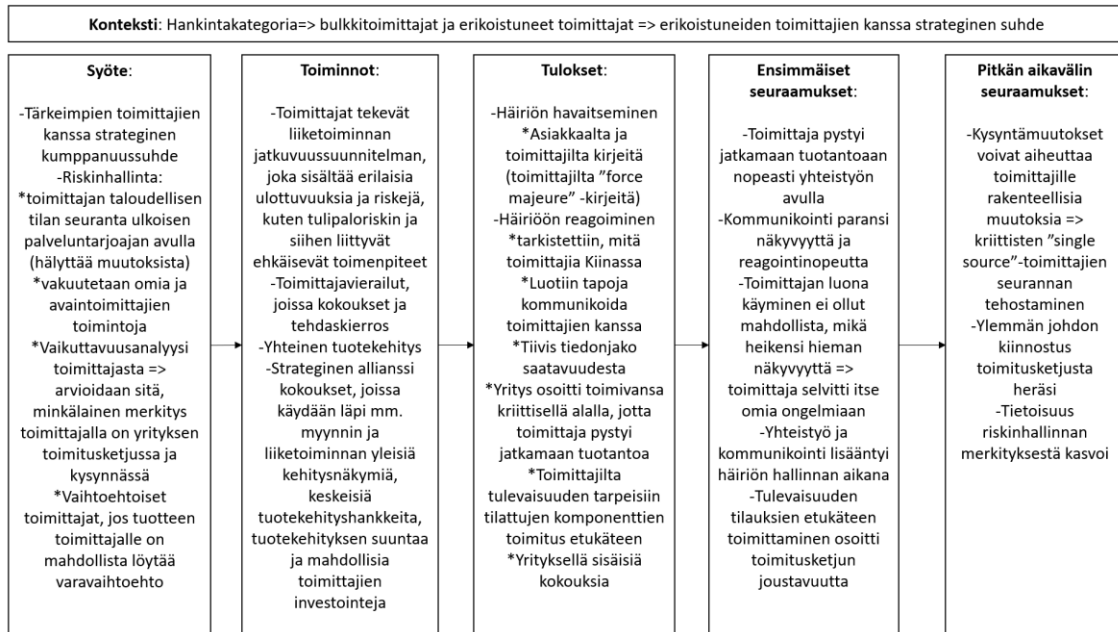 Konteksti: Hankintakategoria=> bulkkitoimittajat ja erikoistuneet toimittajat => erikoistuneiden toimittajien kanssa strateginen suhde
Syöte:
-Tärkeimpien toimittajien
kanssa strateginen
kumppanuussuhde
-Riskinhallinta:
*toimittajan taloudellisen
tilan seuranta ulkoisen
palveluntarjoajan avulla
(hälyttää muutoksista)
*vakuutetaan omia ja
avaintoimittajien
toimintoja
*Vaikuttavuusanalyysi
toimittajasta =>
arvioidaan sitä,
minkälainen merkitys
toimittajalla on yrityksen
toimitusketjussa ja
kysynnässä
*Vaihtoehtoiset
toimittajat, jos tuotteen
toimittajalle on
mahdollista löytää
varavaihtoehto
Toiminnot:
-Toimittajat tekevät
liiketoiminnan
jatkuvuussuunnitelman,
joka sisältää erilaisia
ulottuvuuksia ja riskejä,
kuten tulipaloriskin ja
siihen liittyvät
ehkäisevät toimenpiteet
-Toimittajavierailut,
joissa kokoukset ja
tehdaskierros
-Yhteinen tuotekehitys
-Strateginen allianssi
kokoukset, joissa
käydään läpi mm.
myynnin ja
liiketoiminnan yleisiä
kehitysnäkymiä,
keskeisiä
tuotekehityshankkeita,
tuotekehityksen suuntaa
ja mahdollisia
toimittajien
investointeja
Tulokset:
-Häiriön havaitseminen
*Asiakkaalta ja
toimittajilta kirjeitä
(toimittajilta ”force
majeure” -kirjeitä)
-Häiriöön reagoiminen
*tarkistettiin, mitä
toimittajia Kiinassa
*Luotiin tapoja
kommunikoida
toimittajien kanssa
*Tiivis tiedonjako
saatavuudesta
*Yritys osoitti toimivansa
kriittisellä alalla, jotta
toimittaja pystyi
jatkamaan tuotantoa
*Toimittajilta
tulevaisuuden tarpeisiin
tilattujen komponenttien
toimitus etukäteen
*Yrityksellä sisäisiä
kokouksia
Ensimmäiset
seuraamukset:
-Toimittaja pystyi
jatkamaan tuotantoaan
nopeasti yhteistyön
avulla
-Kommunikointi paransi
näkyvyyttä ja
reagointinopeutta
-Toimittajan luona
käyminen ei ollut
mahdollista, mikä
heikensi hieman
näkyvyyttä =>
toimittaja selvitti itse
omia ongelmiaan
-Yhteistyö ja
kommunikointi lisääntyi
häiriön hallinnan aikana
-Tulevaisuuden
tilauksien etukäteen
toimittaminen osoitti
toimitusketjun
joustavuutta
Pitkän aikavälin
seuraamukset:
-Kysyntämuutokset
voivat aiheuttaa
toimittajille
rakenteellisia
muutoksia =>
kriittisten ”single
source”-toimittajien
seurannan
tehostaminen
-Ylemmän johdon
kiinnostus
toimitusketjusta
heräsi
-Tietoisuus
riskinhallinnan
merkityksestä kasvoi